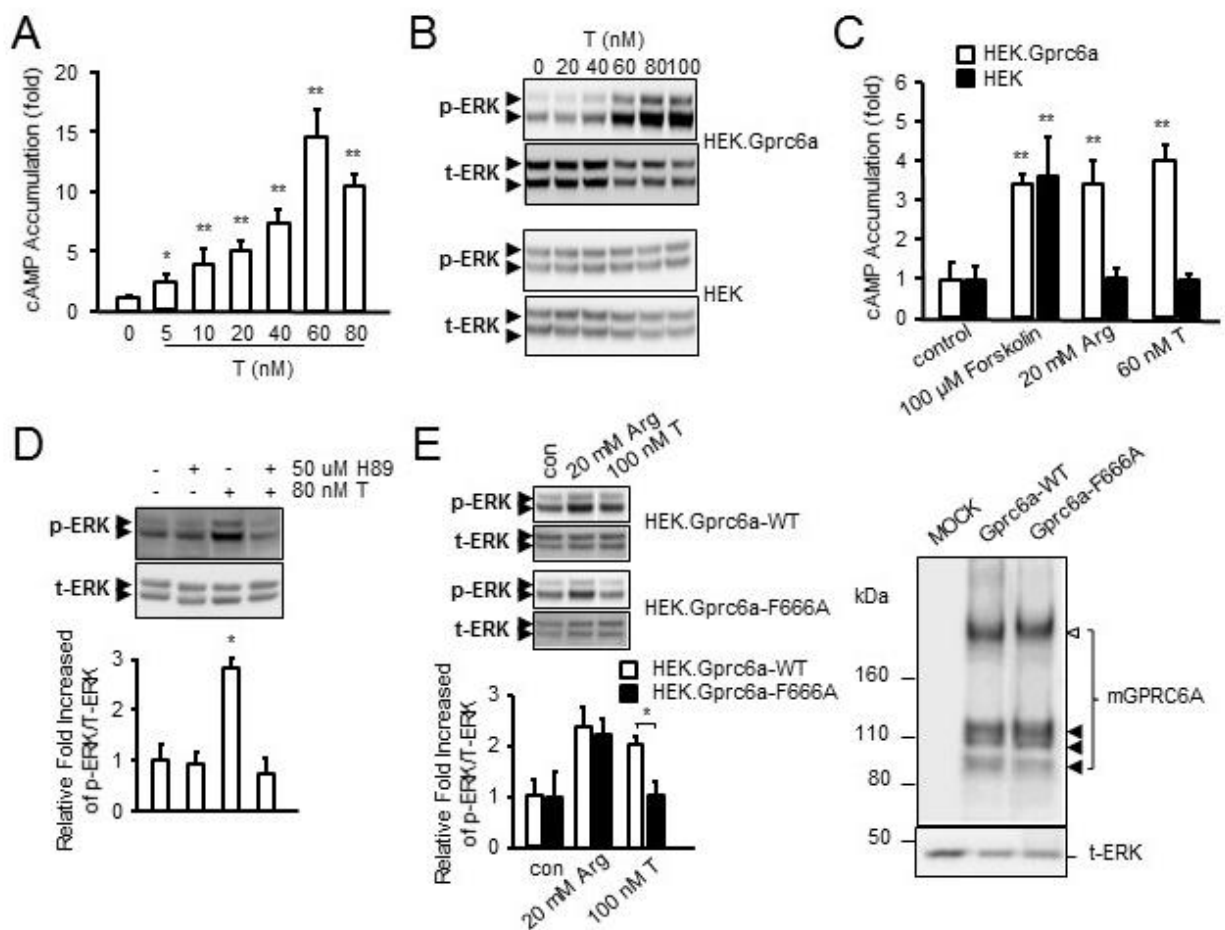 A
cAMP Accumulation (fold)
20
15
10
5
0
** ** ** ** ** *
0 5 10 20 40 60 80
T (nM)
B
T (nM)
0 20 40 60 80 100
p-ERK
HEK.Gprc6a
t-ERK
p-ERK
HEK
t-ERK
C
HEK.Gprc6a
HEK
cAMP Accumulation (fold)
6
5
4
3
2
1
0
** ** ** **
control
100 µM Forskolin
20 mM Arg
60 nM T
D
- + - + 50 uM H89
- - + + 80 nM T
p-ERK
t-ERK
Relative Fold Increased
of p-ERK/T-ERK
3
2
1
0
*
E
con
20 mM Arg
100 nM T
p-ERK
HEK.Gprc6a-WT
t-ERK
p-ERK
HEK.Gprc6a-F666A
t-ERK
HEK.Gprc6a-WT
HEK.Gprc6a-F666A
Relative Fold Increased
of p-ERK/T-ERK
3
2
1
0
*
con
20 mM Arg
100 nM T
MOCK
Gprc6a-WT
Gprc6a-F666A
kDa
160
110
80
50
mGPRC6A
t-ERK